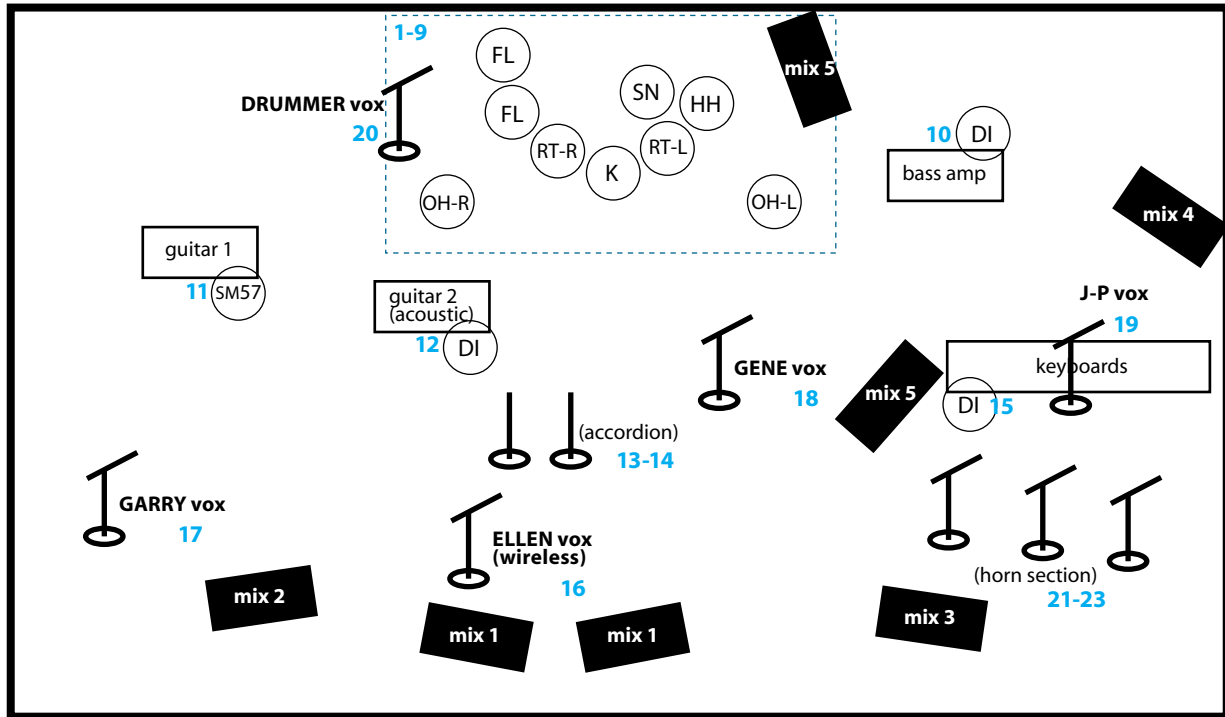 1-9
FL
mix 5
DRUMMER vox
20
SN
HH
FL
10
DI
RT-R
RT-L
K
bass amp
OH-R
OH-L
mix 4
guitar 1
11
SM57
guitar 2
(acoustic)
12
DI
J-P vox
19
GENE vox
18
mix 5
keyboards
DI
15
(accordion)
13-14
GARRY vox
17
ELLEN vox
(wireless)
16
(horn section)
21-23
mix 2
mix 1
mix 1
mix 3